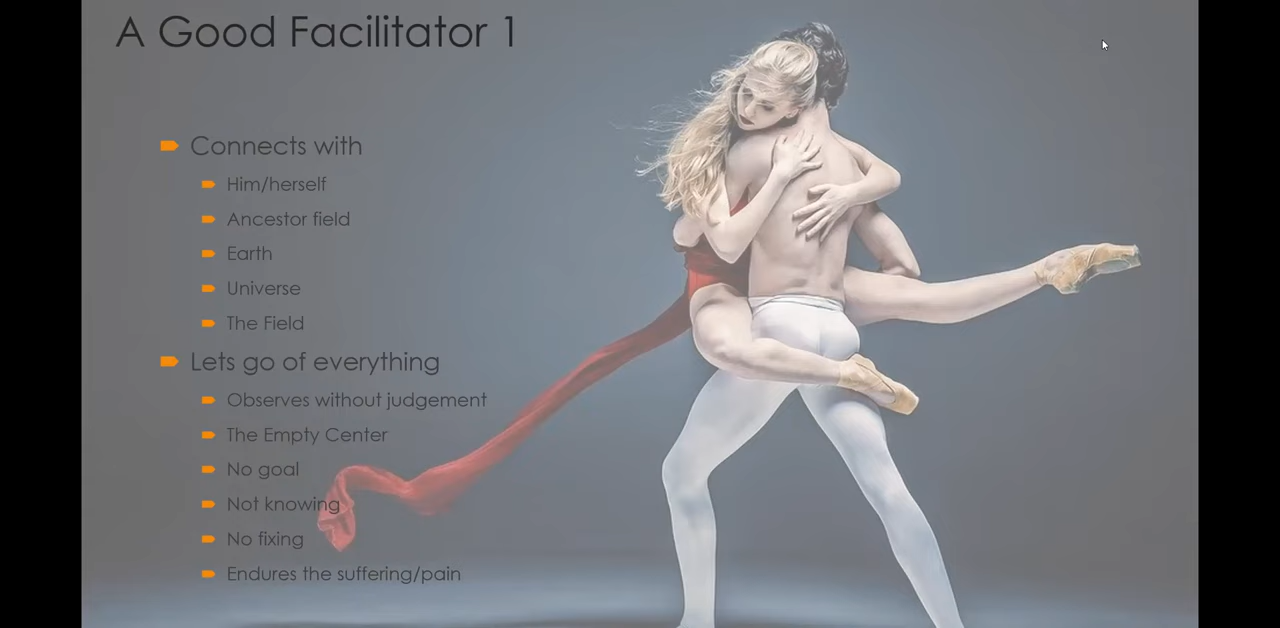 A Good Facilitator 1
Connects with
Him/herself
Ancestor field
Earth
Universe
The Field
Lets go of everything
Observes without judgement
The Empty Center
No goal
Not knowing
No fixing
Endures the suffering/pain